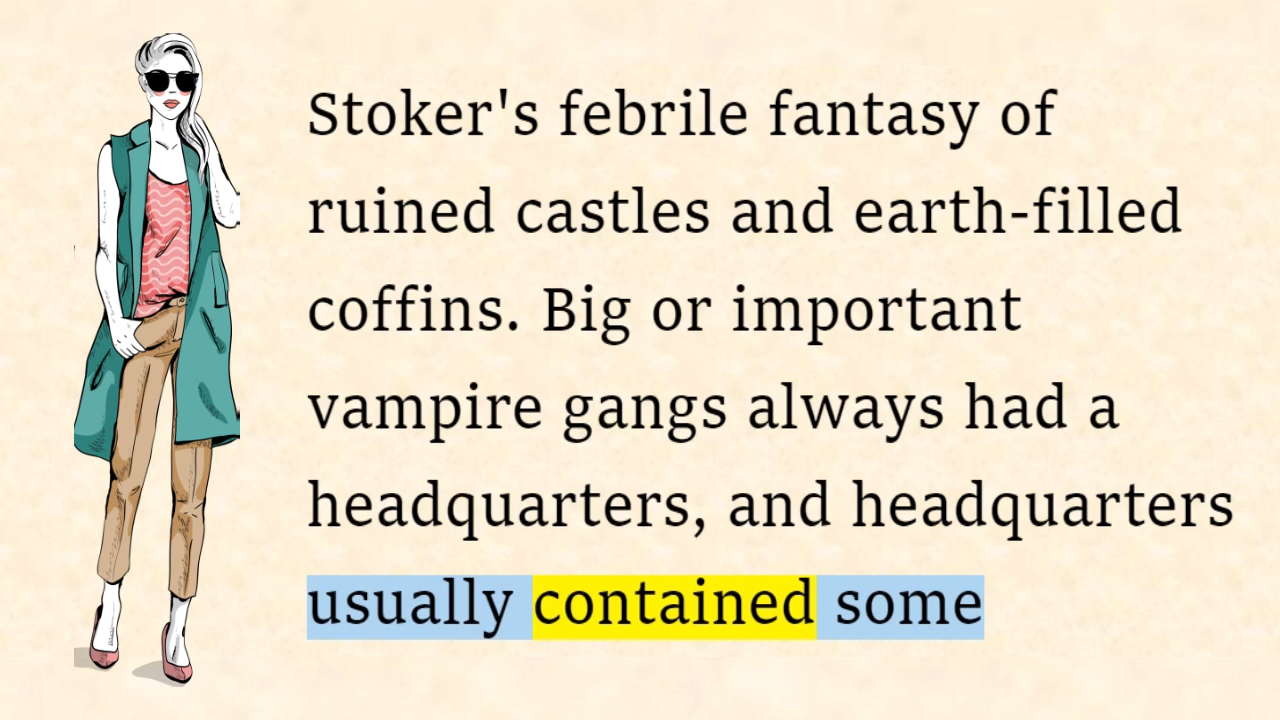 Stoker's febrile fantasy of
ruined castles and earth-filled
coffins. Big or important
vampire gangs always had a
headquarters, and headquarters
usually contained some